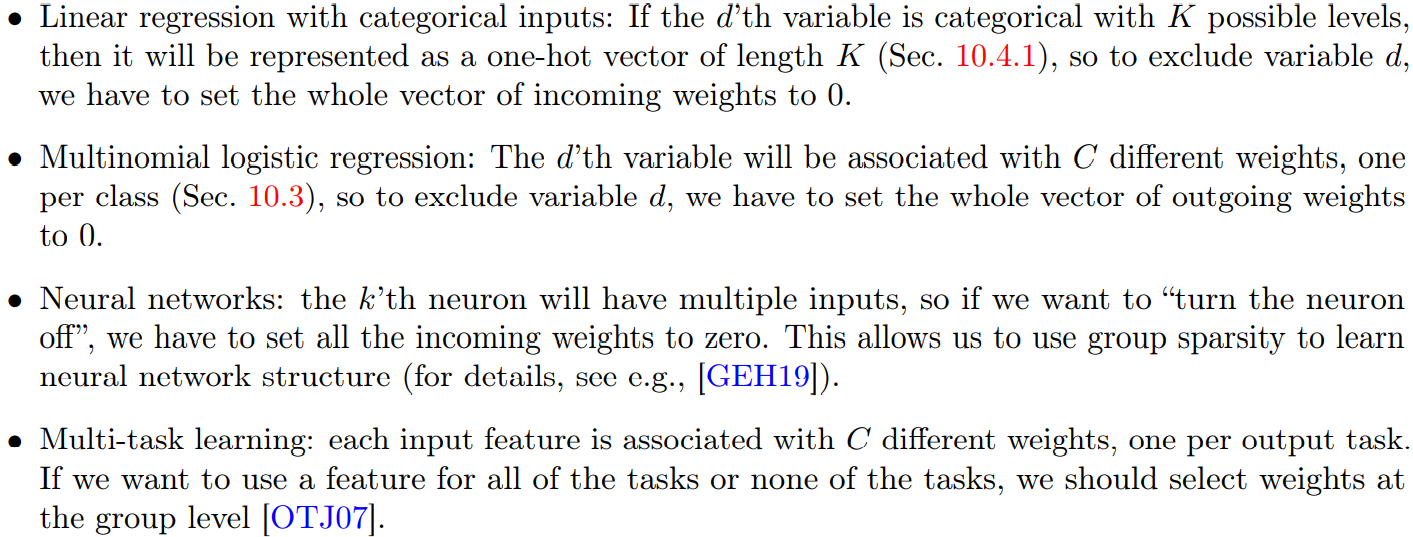 • Linear regression with categorical inputs: If the d’th variable is categorical with K possible levels,
then it will be represented as a one-hot vector of length K (Sec. 10.4.1), so to exclude variable d,
we have to set the whole vector of incoming weights to 0.
• Multinomial logistic regression: The d’th variable will be associated with C different weights, one
per class (Sec. 10.3), so to exclude variable d, we have to set the whole vector of outgoing weights
to 0.
• Neural networks: the k’th neuron will have multiple inputs, so if we want to “turn the neuron
off”, we have to set all the incoming weights to zero. This allows us to use group sparsity to learn
neural network structure (for details, see e.g., [GEH19]).
• Multi-task learning: each input feature is associated with C different weights, one per output task.
If we want to use a feature for all of the tasks or none of the tasks, we should select weights at
the group level [OTJ07].